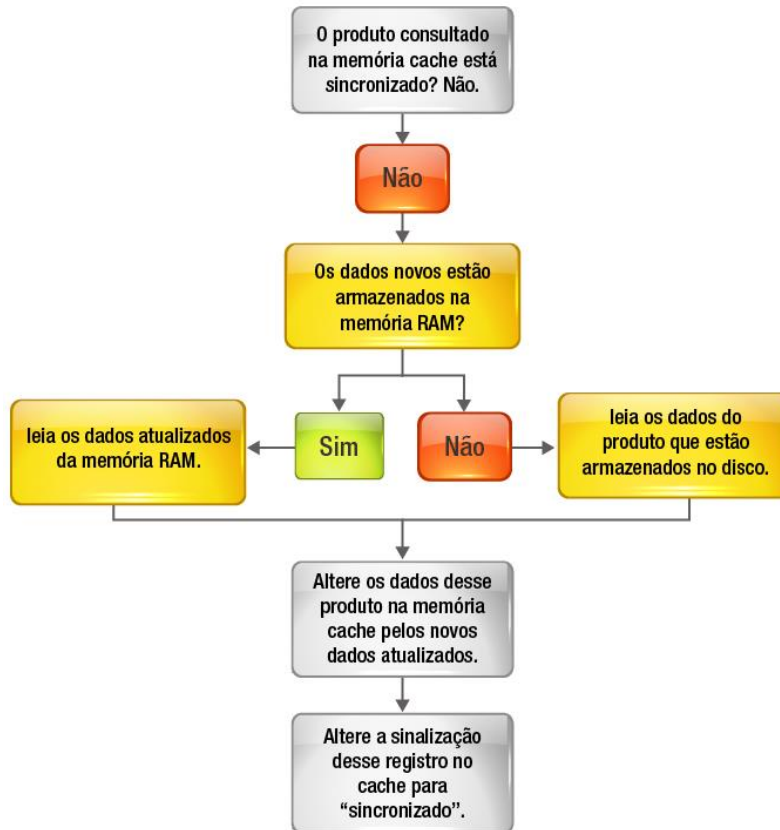 O produto consultado
na memória cache está
sincronizado? Não.
Não
Os dados novos estão
armazenados na
memória RAM?
leia os dados atualizados
da memória RAM.
Sim
Não
leia os dados do
produto que estão
armazenados no disco.
Altere os dados desse
produto na memória
cache pelos novos
dados atualizados.
Altere a sinalização
desse registro no
cache para
“sincronizado”.